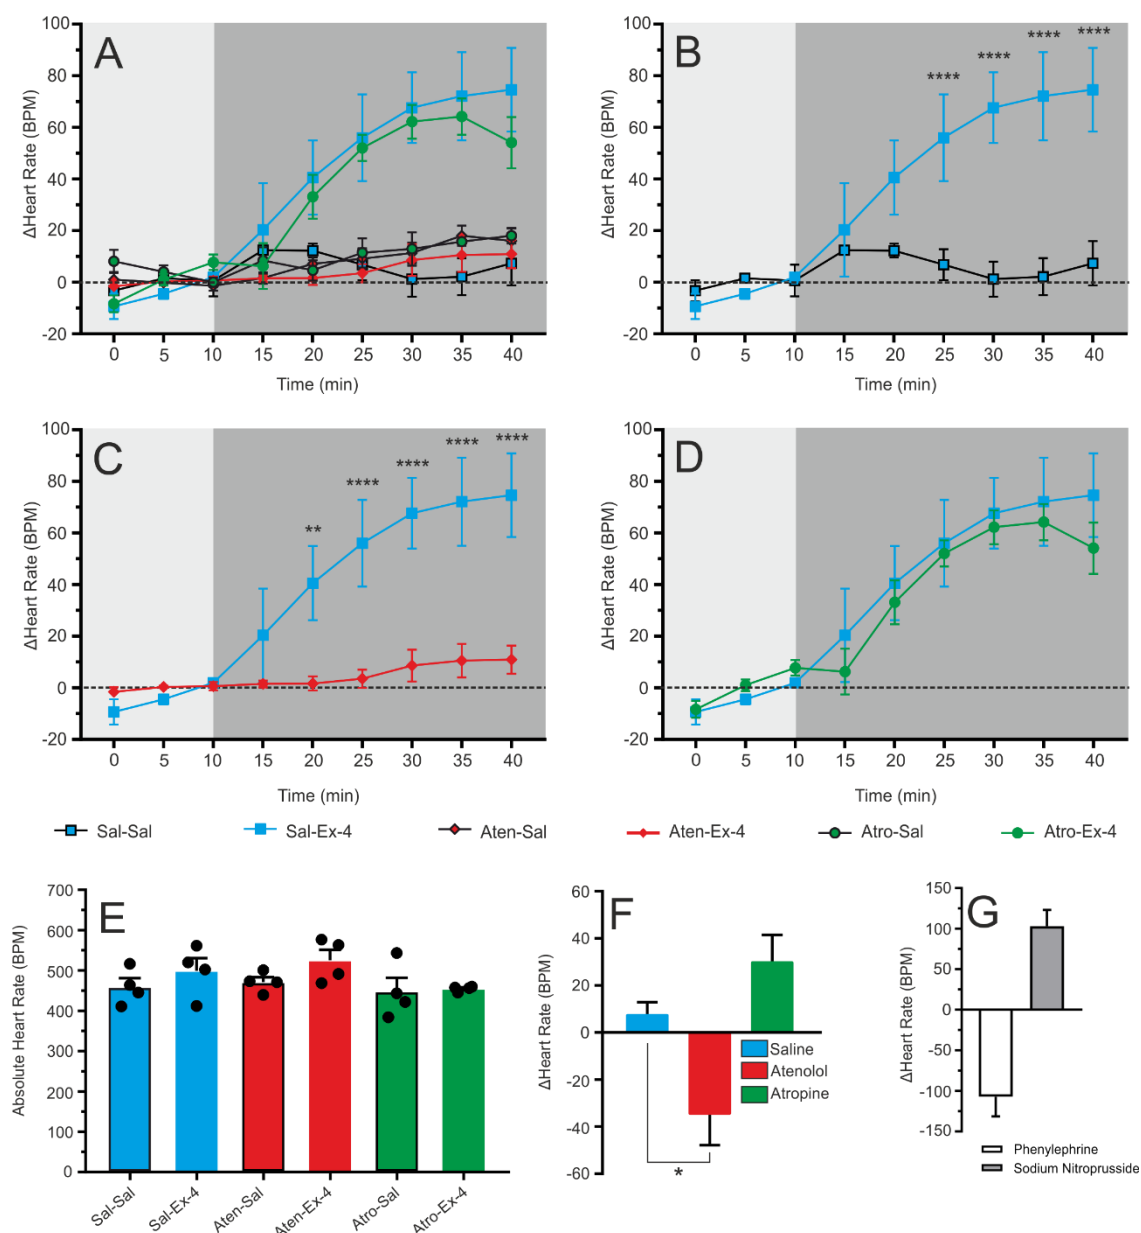 A
ΔHeart Rate (BPM)
100
80
60
40
20
0
-20
0 5 10 15 20 25 30 35 40
Time (min)
B
ΔHeart Rate (BPM)
100
80
60
40
20
0
-20
**** **** **** ****
0 5 10 15 20 25 30 35 40
Time (min)
C
ΔHeart Rate (BPM)
100
80
60
40
20
0
-20
** **** **** **** ****
0 5 10 15 20 25 30 35 40
Time (min)
D
ΔHeart Rate (BPM)
100
80
60
40
20
0
-20
0 5 10 15 20 25 30 35 40
Time (min)
Sal-Sal Sal-Ex-4 Aten-Sal Aten-Ex-4 Atro-Sal Atro-Ex-4
E
Absolute Heart Rate (BPM)
700
600
500
400
300
200
100
0
Sal-Sal Sal-Ex-4 Aten-Sal Aten-Ex-4 Atro-Sal Atro-Ex-4
F
ΔHeart Rate (BPM)
60
40
20
0
-20
-40
-60
Saline
Atenolol
Atropine
*
G
ΔHeart Rate (BPM)
150
100
50
0
-50
-100
-150
Phenylephrine
Sodium Nitroprusside